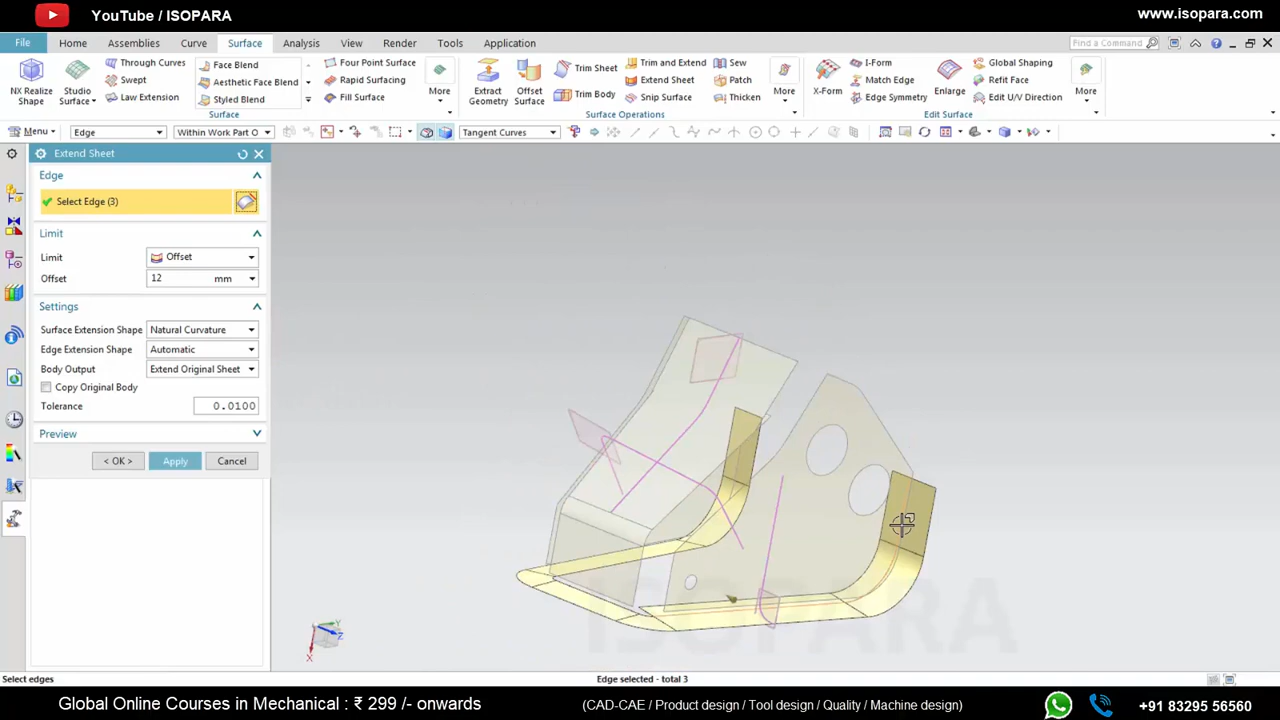 YouTube / ISOPARA
www.isopara.com
File Home Assemblies Curve Surface Analysis View Render Tools Application Find a Command
NX Realize Shape
Studio Surface
Through Curves
Swept
Law Extension
Face Blend
Aesthetic Face Blend
Styled Blend
Four Point Surface
Rapid Surfacing
Fill Surface
More
Surface
Extract Geometry
Offset Surface
Trim Sheet
Trim Body
Trim and Extend
Extend Sheet
Snip Surface
Sew
Patch
Thicken
More
Surface Operations
X-Form
I-Form
Match Edge
Edge Symmetry
Enlarge
Global Shaping
Refit Face
Edit U/V Direction
More
Edit Surface
Menu Edge Within Work Part O Tangent Curves
Extend Sheet
Edge
Select Edge (3)
Limit
Limit Offset
Offset 12 mm
Settings
Surface Extension Shape Natural Curvature
Edge Extension Shape Automatic
Body Output Extend Original Sheet
Copy Original Body
Tolerance 0.0100
Preview
< OK > Apply Cancel
ISOPARA
Y
Z
X
Select edges
Edge selected - total 3
Global Online Courses in Mechanical : ₹ 299 /- onwards
(CAD-CAE / Product design / Tool design / Quality / Machine design)
+91 83295 56560